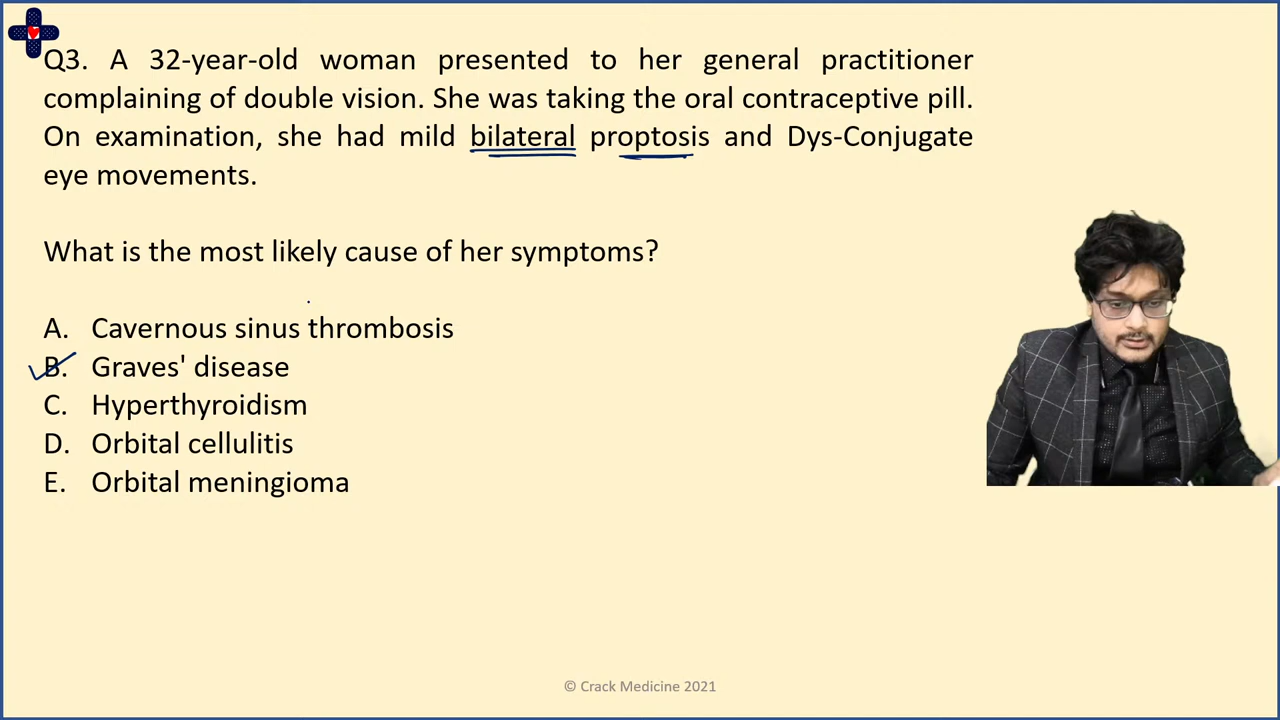 Q3. A 32-year-old woman presented to her general practitioner
complaining of double vision. She was taking the oral contraceptive pill.
On examination, she had mild bilateral proptosis and Dys-Conjugate
eye movements.
What is the most likely cause of her symptoms?
A. Cavernous sinus thrombosis
B. Graves' disease
C. Hyperthyroidism
D. Orbital cellulitis
E. Orbital meningioma
© Crack Medicine 2021